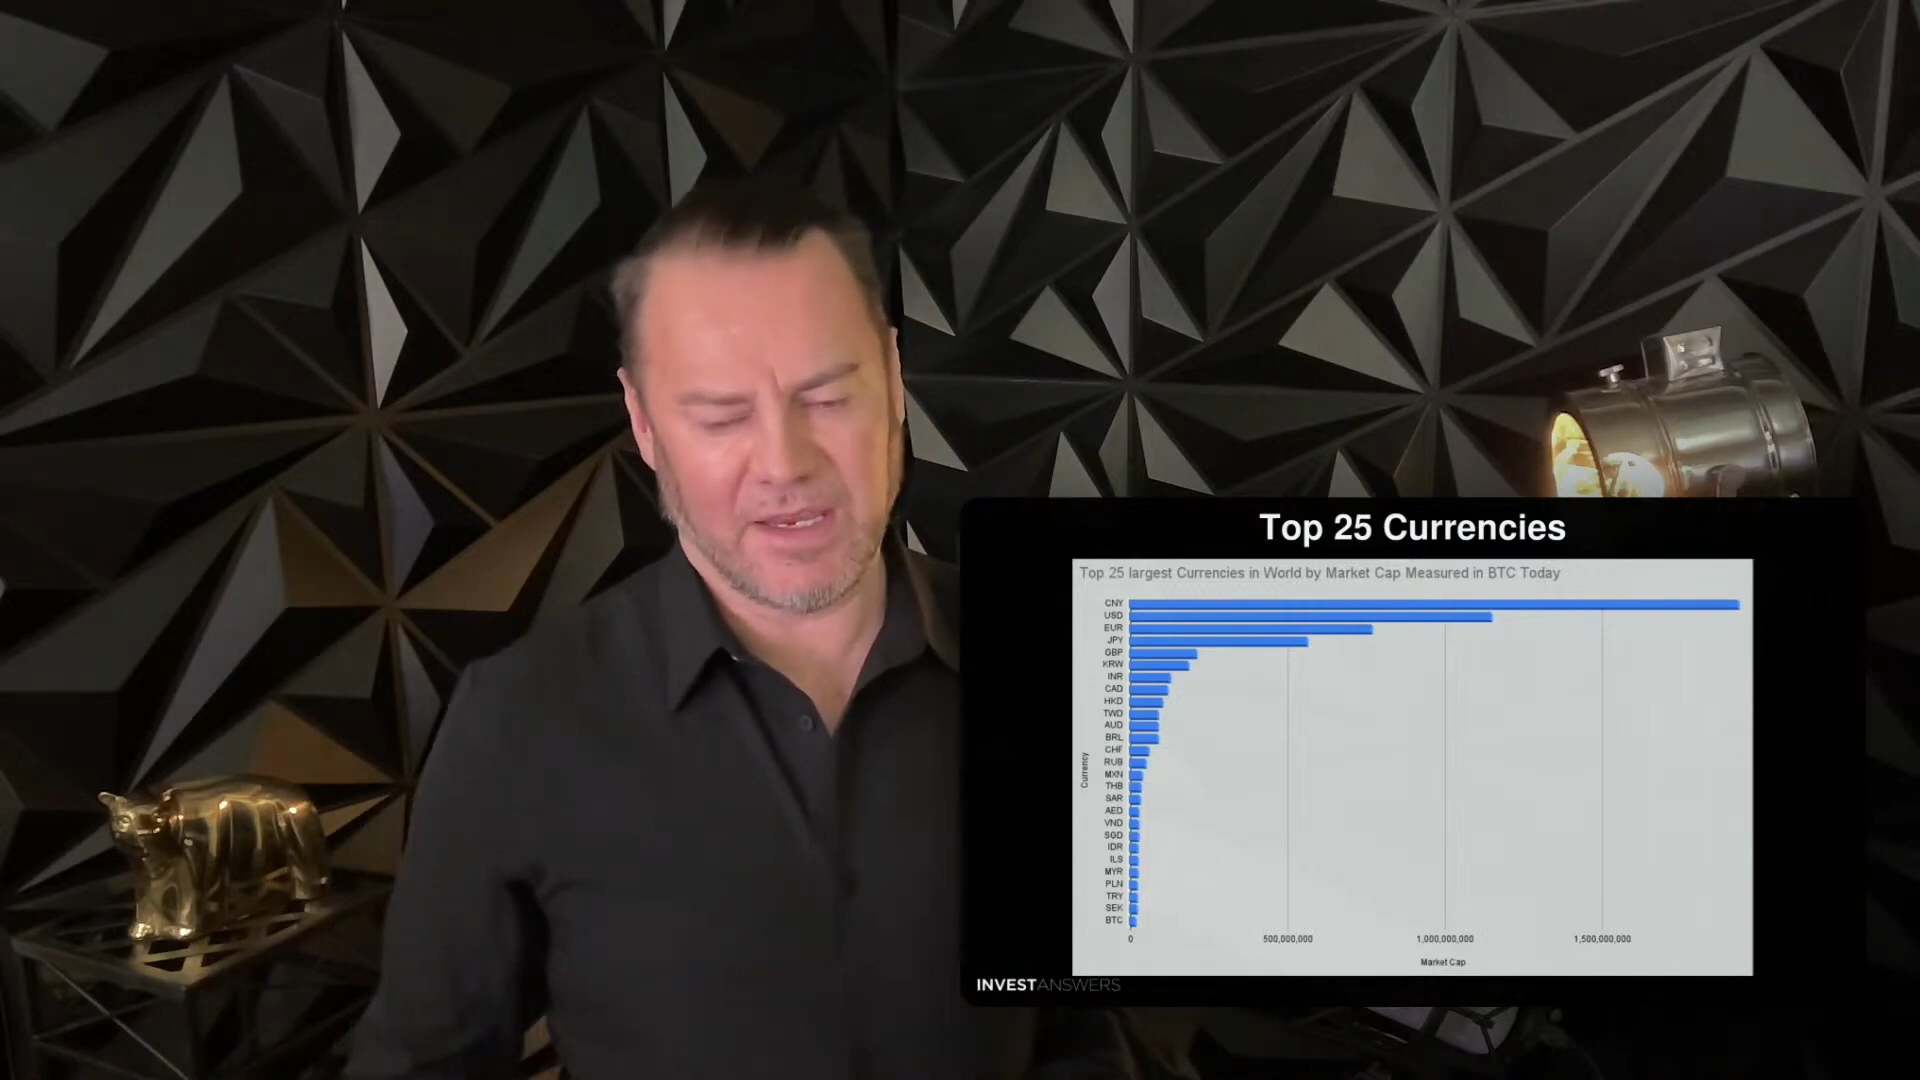 Top 25 Currencies
Top 25 largest Currencies in World by Market Cap Measured in BTC Today
CNY
USD
EUR
JPY
GBP
KRW
INR
CAD
HKD
TWD
AUD
BRL
CHF
RUB
MXN
THB
SAR
AED
VND
SGD
IDR
ILS
MYR
PLN
TRY
SEK
BTC
Currency
0
500,000,000
1,000,000,000
1,500,000,000
Market Cap
INVESTANSWERS